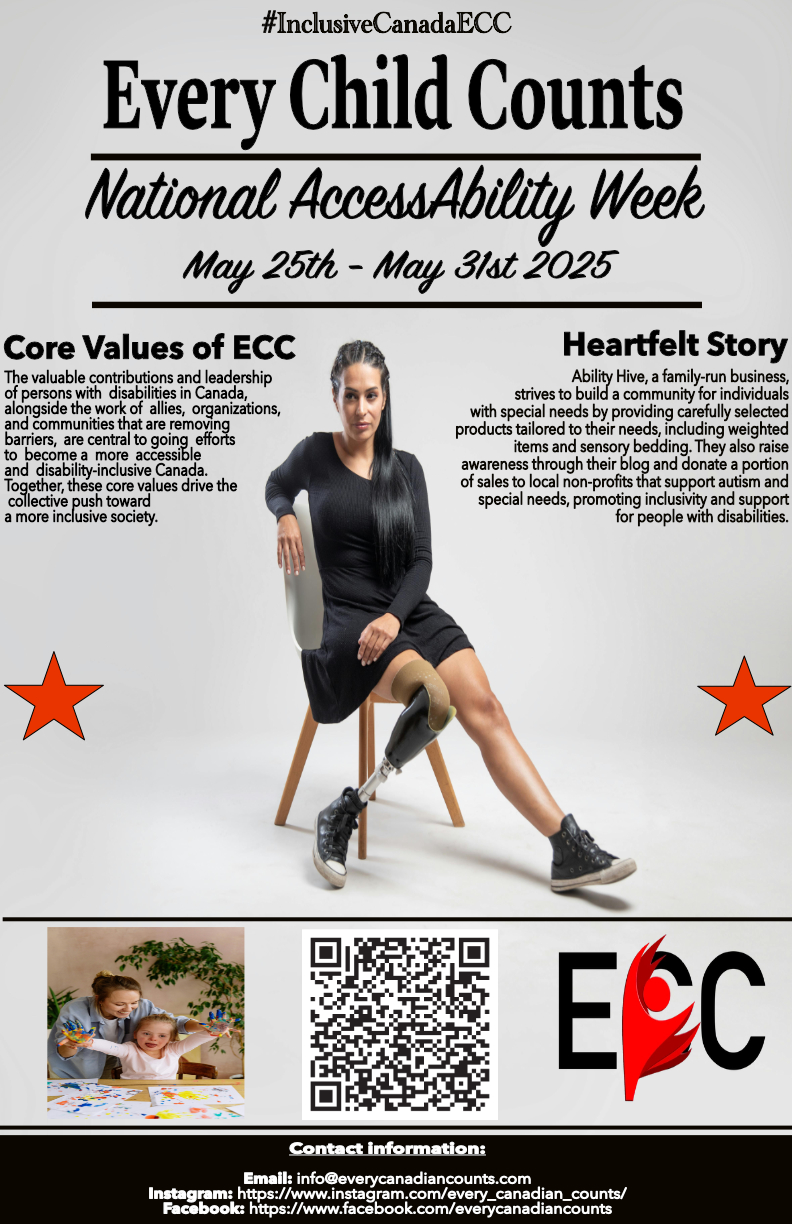 #InclusiveCanadaECC
Every Child Counts
National AccessAbility Week
May 25th - May 31st 2025
Core Values of ECC
The valuable contributions and leadership
of persons with disabilities in Canada,
alongside the work of allies, organizations,
and communities that are removing
barriers, are central to going efforts
to become a more accessible
and disability-inclusive Canada.
Together, these core values drive the
collective push toward
a more inclusive society.
Heartfelt Story
Ability Hive, a family-run business,
strives to build a community for individuals
with special needs by providing carefully selected
products tailored to their needs, including weighted
items and sensory bedding. They also raise
awareness through their blog and donate a portion
of sales to local non-profits that support autism and
special needs, promoting inclusivity and support
for people with disabilities.
ECC
Contact information:
Email: info@everycanadiancounts.com
Instagram: https://www.instagram.com/every_canadian_counts/
Facebook: https://www.facebook.com/everycanadiancounts